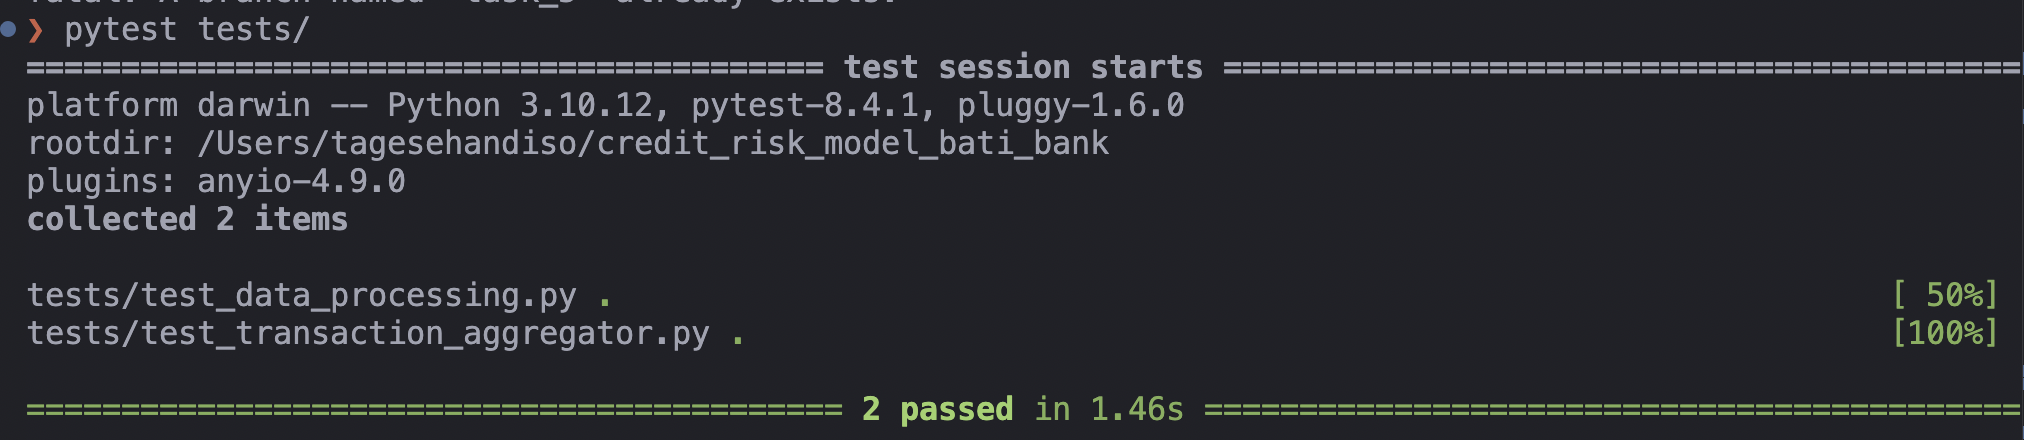 ❯ pytest tests/
========================================== test session starts ==========================================
platform darwin -- Python 3.10.12, pytest-8.4.1, pluggy-1.6.0
rootdir: /Users/tagesehandiso/credit_risk_model_bati_bank
plugins: anyio-4.9.0
collected 2 items
tests/test_data_processing.py . [ 50%]
tests/test_transaction_aggregator.py . [100%]
=========================================== 2 passed in 1.46s ===========================================